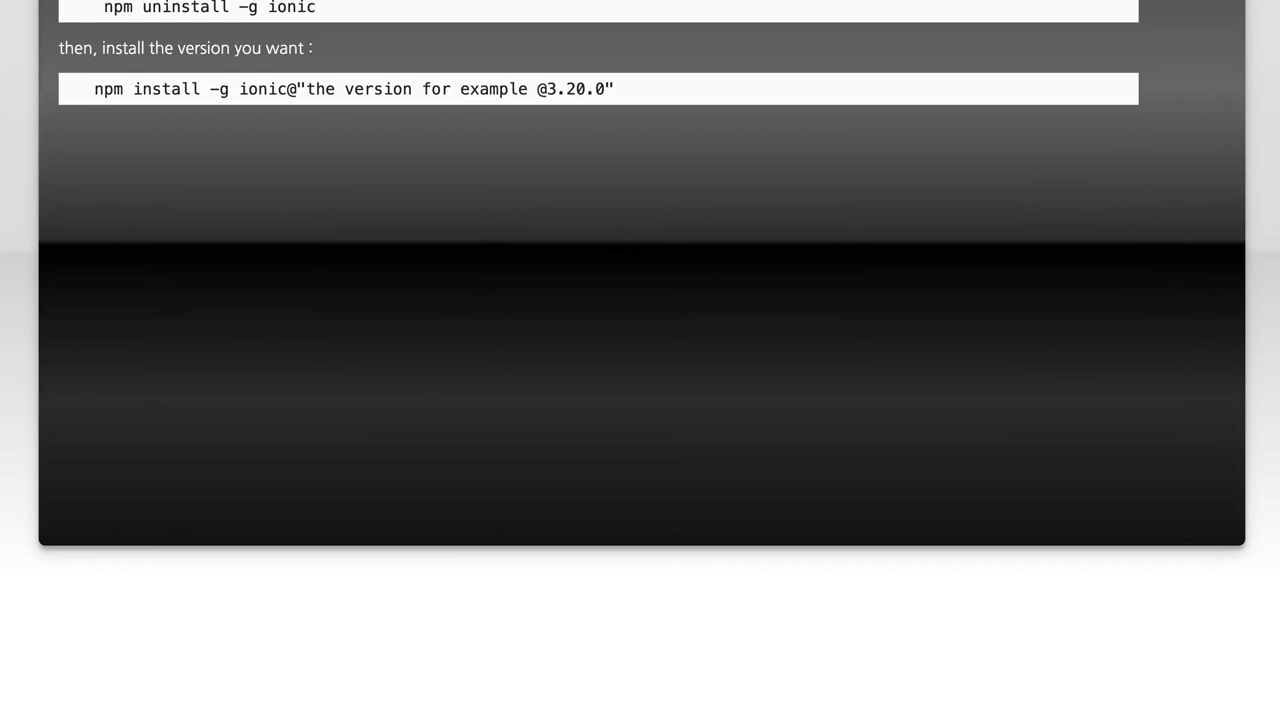 npm uninstall -g ionic
then, install the version you want :
npm install -g ionic@"the version for example @3.20.0"